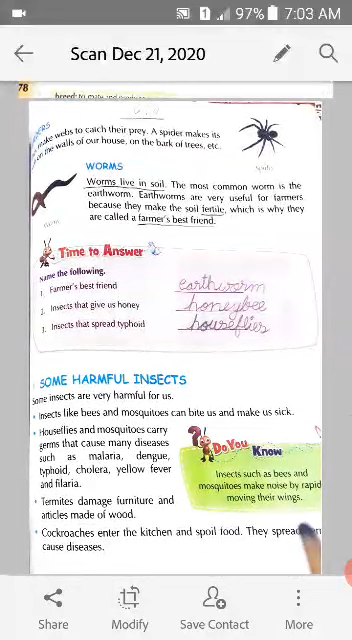 1 97% 7:03 AM
Scan Dec 21, 2020
78
breed: to mate and
make webs to catch their prey. A spider makes its
on the walls of our house, on the bark of trees, etc.
Spider
WORMS
Worms live in soil. The most common worm is the
earthworm. Earthworms are very useful for farmers
because they make the soil fertile, which is why they
are called a farmer's best friend.
Time to Answer
Name the following.
1. Farmer's best friend earthworm
2. Insects that give us honey honeybee
3. Insects that spread typhoid houseflies
SOME HARMFUL INSECTS
Some insects are very harmful for us.
• Insects like bees and mosquitoes can bite us and make us sick.
• Houseflies and mosquitoes carry
germs that cause many diseases
such as malaria, dengue,
typhoid, cholera, yellow fever
and filaria.
Do You Know
Insects such as bees and
mosquitoes make noise by rapid
moving their wings.
• Termites damage furniture and
articles made of wood.
• Cockroaches enter the kitchen and spoil food. They spread
cause diseases.
Share Modify Save Contact More